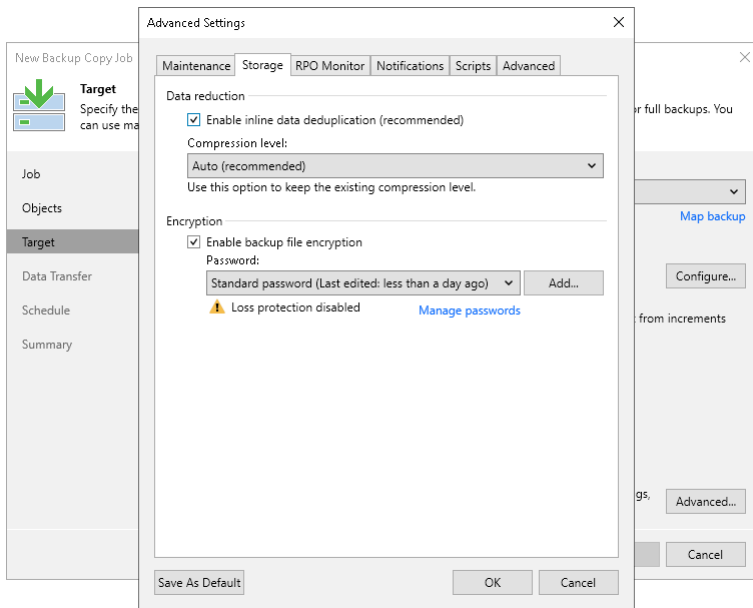 Advanced Settings
New Backup Copy Job
Target
Specify the
can use ma
or full backups. You
Job
Objects
Target
Data Transfer
Schedule
Summary
Maintenance Storage RPO Monitor Notifications Scripts Advanced
Data reduction
Enable inline data deduplication (recommended)
Compression level:
Auto (recommended)
Use this option to keep the existing compression level.
Encryption
Enable backup file encryption
Password:
Standard password (Last edited: less than a day ago) Add...
Loss protection disabled Manage passwords
Map backup
Configure...
from increments
gs,
Advanced...
Cancel
Save As Default OK Cancel